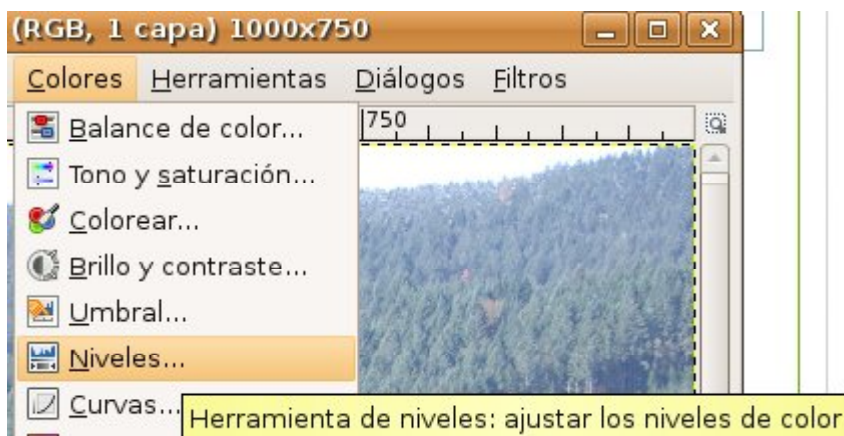 (RGB, 1 capa) 1000x750
Colores Herramientas Diálogos Filtros
Balance de color...
750
Tono y saturación...
Colorear...
Brillo y contraste...
Umbral...
Niveles...
Curvas...
Herramienta de niveles: ajustar los niveles de color